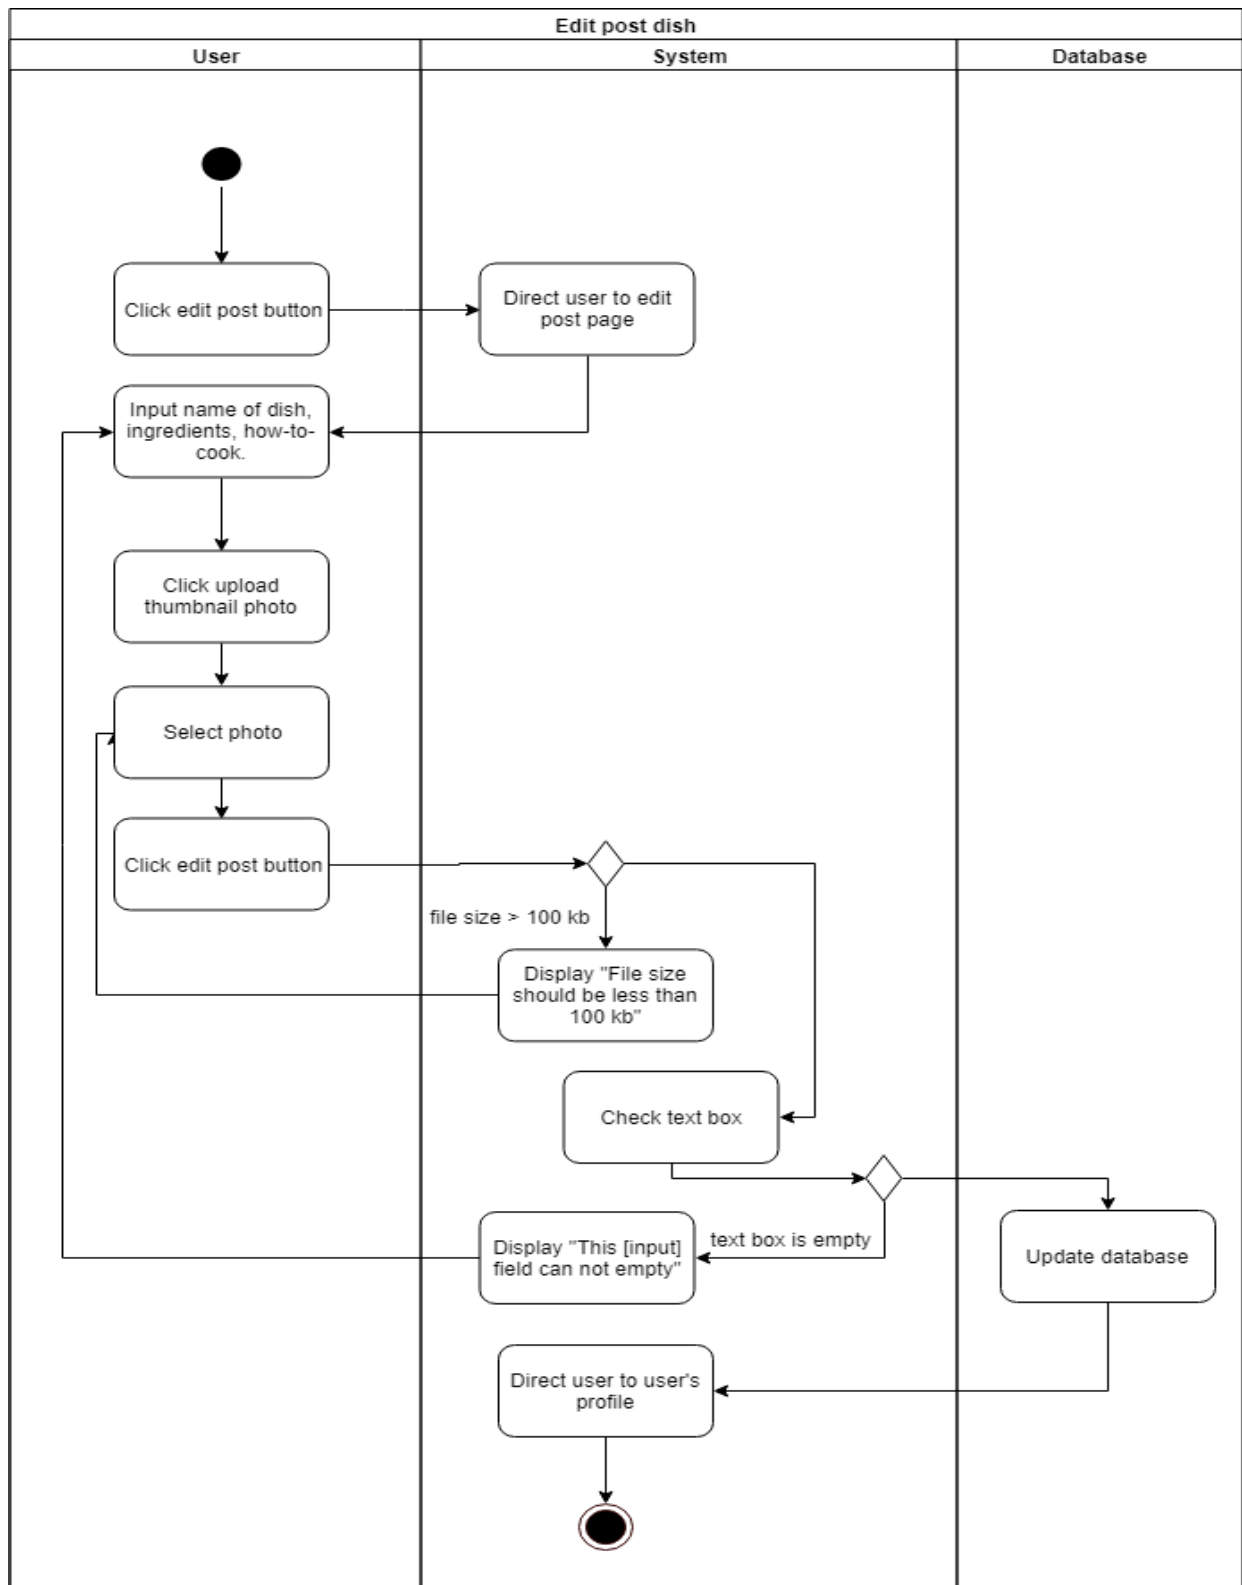 Edit post dish
User
System
Database
Click edit post button
Direct user to edit
post page
Input name of dish,
ingredients, how-to-
cook.
Click upload
thumbnail photo
Select photo
Click edit post button
file size > 100 kb
Display "File size
should be less than
100 kb"
Check text box
text box is empty
Display "This [input]
field can not empty"
Update database
Direct user to user's
profile